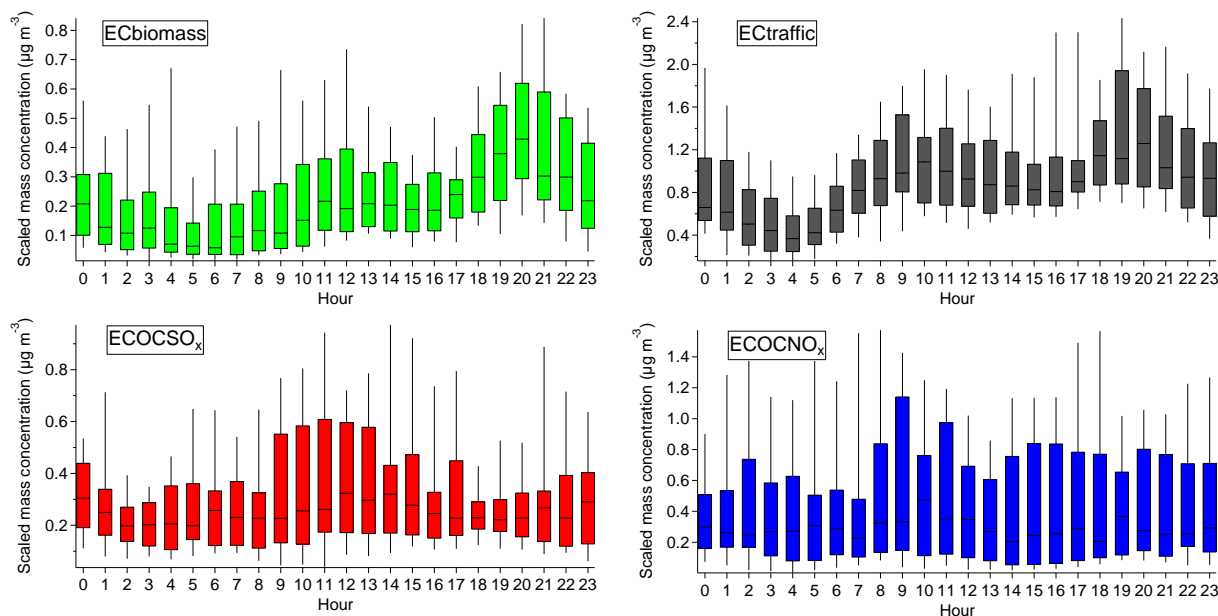 ECbiomass
Scaled mass concentration (µg m⁻³)
0.8
0.7
0.6
0.5
0.4
0.3
0.2
0.1
0 1 2 3 4 5 6 7 8 9 10 11 12 13 14 15 16 17 18 19 20 21 22 23
Hour
ECtraffic
Scaled mass concentration (µg m⁻³)
2.4
2.0
1.6
1.2
0.8
0.4
0 1 2 3 4 5 6 7 8 9 10 11 12 13 14 15 16 17 18 19 20 21 22 23
Hour
ECOCSOₓ
Scaled mass concentration (µg m⁻³)
0.8
0.6
0.4
0.2
0 1 2 3 4 5 6 7 8 9 10 11 12 13 14 15 16 17 18 19 20 21 22 23
Hour
ECOCNOₓ
Scaled mass concentration (µg m⁻³)
1.4
1.2
1.0
0.8
0.6
0.4
0.2
0 1 2 3 4 5 6 7 8 9 10 11 12 13 14 15 16 17 18 19 20 21 22 23
Hour